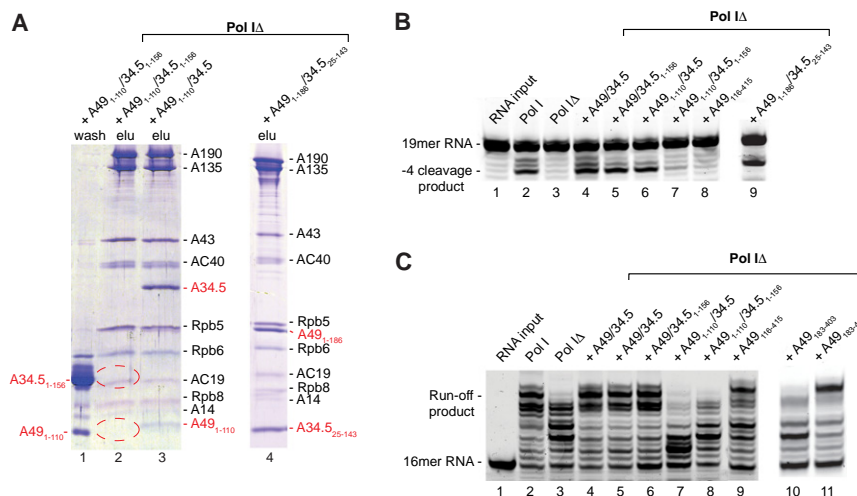 A
Pol IΔ
+ A49₁₋₁₁₀/34.5₁₋₁₅₆
+ A49₁₋₁₁₀/34.5₁₋₁₅₆
+ A49₁₋₁₁₀/34.5
+ A49₁₋₁₈₆/34.5₂₅₋₁₄₃
wash elu elu elu
- A190
- A135
- A43
- AC40
- A34.5
- Rpb5
- Rpb6
- AC19
- Rpb8
- A14
- A49₁₋₁₁₀
A34.5₁₋₁₅₆-
A49₁₋₁₁₀-
1 2 3
- A190
- A135
- A43
- AC40
- Rpb5
- A49₁₋₁₈₆
- Rpb6
- AC19
- Rpb8
- A14
- A34.5₂₅₋₁₄₃
4
B
Pol IΔ
RNA input
Pol I
Pol IΔ
+ A49/34.5
+ A49/34.5₁₋₁₅₆
+ A49₁₋₁₁₀/34.5
+ A49₁₋₁₁₀/34.5₁₋₁₅₆
+ A49₁₁₆₋₄₁₅
+ A49₁₋₁₈₆/34.5₂₅₋₁₄₃
19mer RNA -
-4 cleavage -
product
1 2 3 4 5 6 7 8 9
C
Pol IΔ
RNA input
Pol I
Pol IΔ
+ A49/34.5
+ A49/34.5
+ A49/34.5₁₋₁₅₆
+ A49₁₋₁₁₀/34.5
+ A49₁₋₁₁₀/34.5₁₋₁₅₆
+ A49₁₁₆₋₄₁₅
+ A49₁₈₃₋₄₀₃
+ A49₁₈₃₋₄
Run-off -
product
16mer RNA -
1 2 3 4 5 6 7 8 9 10 11